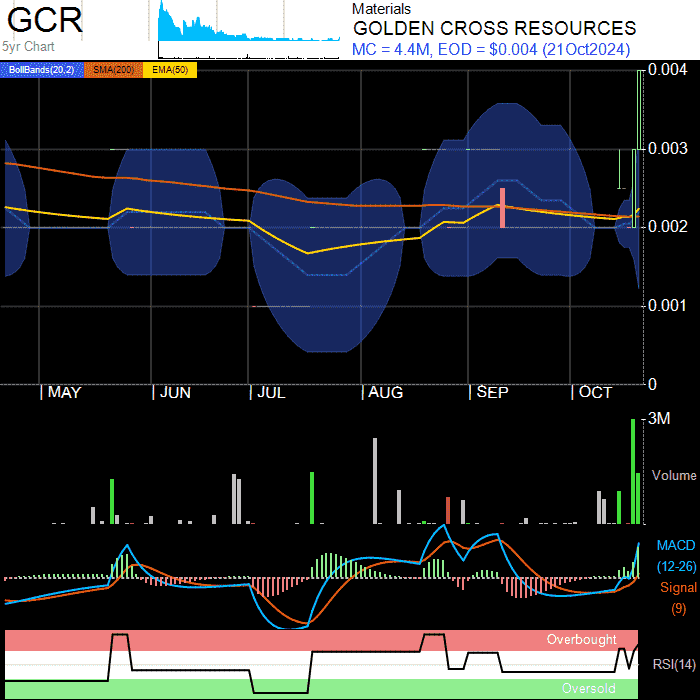 GCR
5yr Chart
Materials
GOLDEN CROSS RESOURCES
MC = 4.4M, EOD = $0.004 (21Oct2024)
BollBands(20,2) SMA(200) EMA(50)
0.004
0.003
0.002
0.001
0
MAY JUN JUL AUG SEP OCT
3M
Volume
MACD
(12-26)
Signal
(9)
Overbought
RSI(14)
Oversold